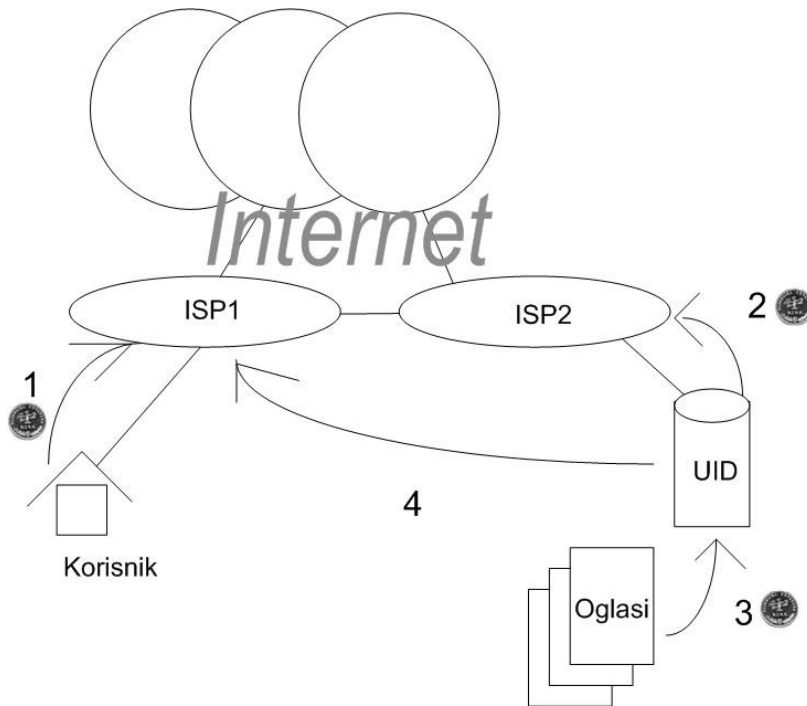 Internet
ISP1
ISP2
2
1
UID
4
Korisnik
Oglasi
3